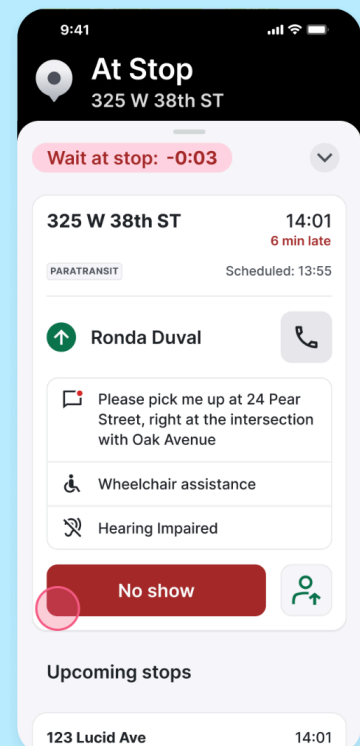 9:41
At Stop
325 W 38th ST
Wait at stop: -0:03
325 W 38th ST 14:01
6 min late
PARATRANSIT Scheduled: 13:55
Ronda Duval
Please pick me up at 24 Pear
Street, right at the intersection
with Oak Avenue
Wheelchair assistance
Hearing Impaired
No show
Upcoming stops
123 Lucid Ave 14:01